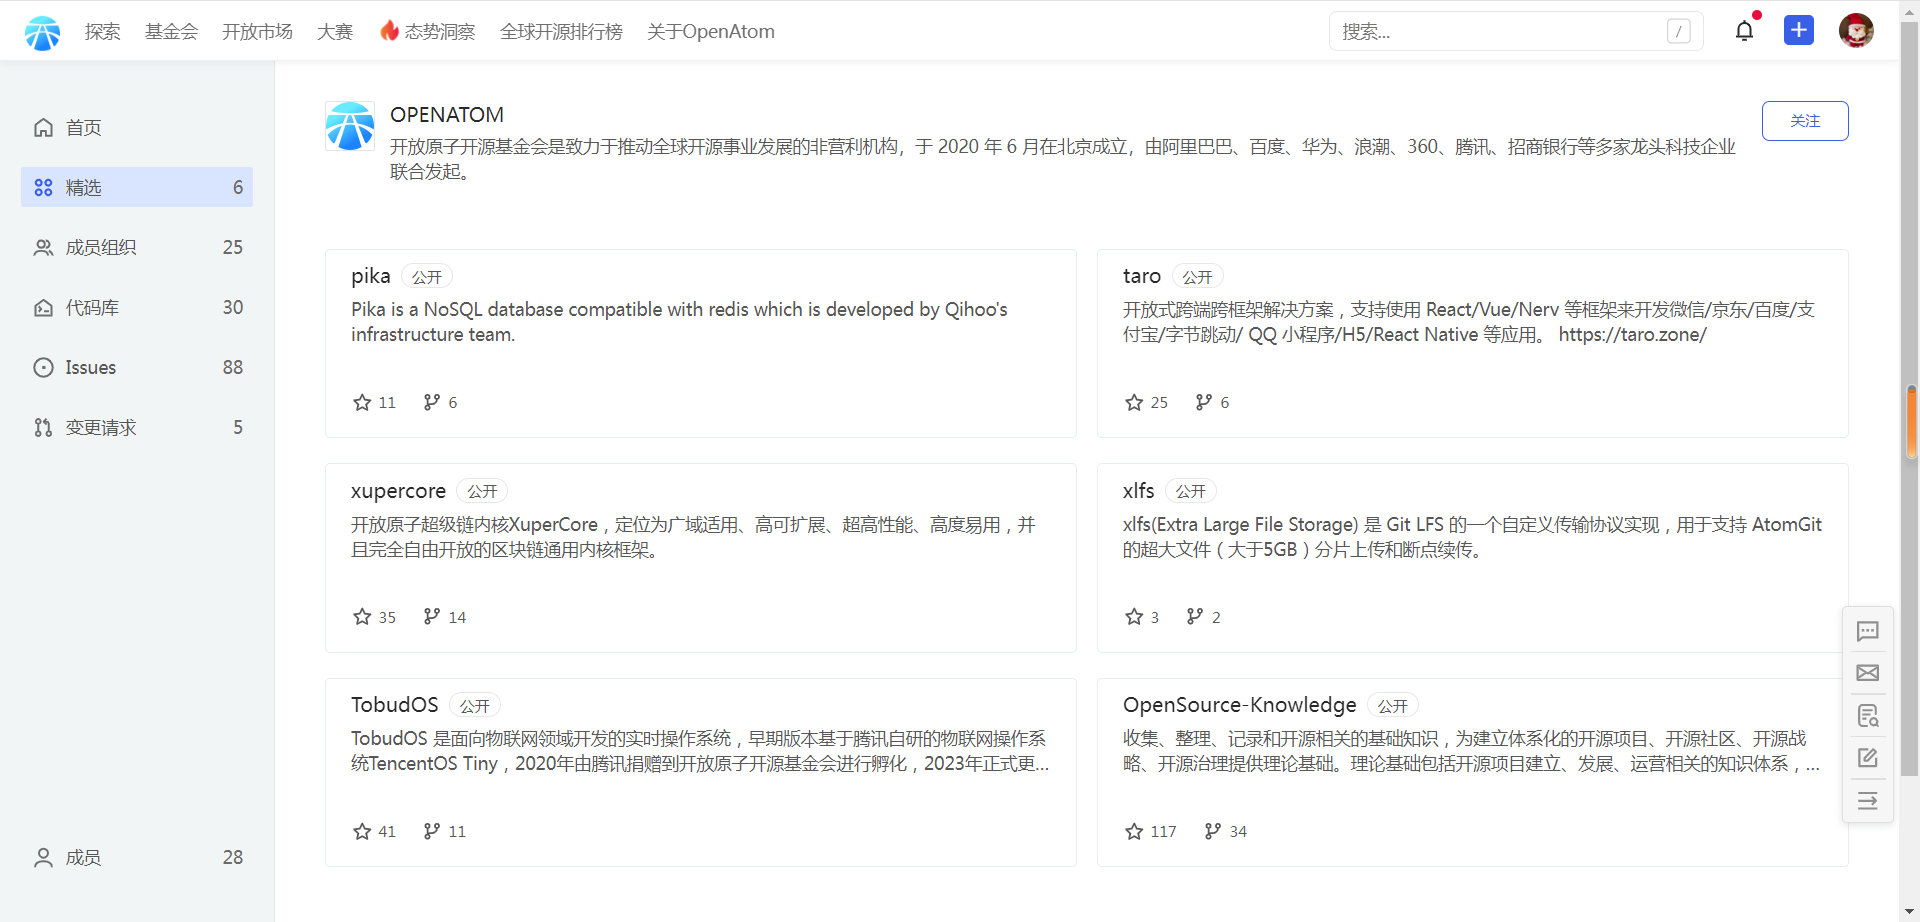 探索 基金会 开放市场 大赛 态势洞察 全球开源排行榜 关于OpenAtom 搜索... /
首页
精选 6
成员组织 25
代码库 30
Issues 88
变更请求 5
成员 28
OPENATOM
关注
开放原子开源基金会是致力于推动全球开源事业发展的非营利机构，于 2020 年 6 月在北京成立，由阿里巴巴、百度、华为、浪潮、360、腾讯、招商银行等多家龙头科技企业
联合发起。
pika 公开
Pika is a NoSQL database compatible with redis which is developed by Qihoo's
infrastructure team.
11 6
taro 公开
开放式跨端跨框架解决方案，支持使用 React/Vue/Nerv 等框架来开发微信/京东/百度/支
付宝/字节跳动/ QQ 小程序/H5/React Native 等应用。 https://taro.zone/
25 6
xupercore 公开
开放原子超级链内核XuperCore，定位为广域适用、高可扩展、超高性能、高度易用，并
且完全自由开放的区块链通用内核框架。
35 14
xlfs 公开
xlfs(Extra Large File Storage) 是 Git LFS 的一个自定义传输协议实现，用于支持 AtomGit
的超大文件（大于5GB）分片上传和断点续传。
3 2
TobudOS 公开
TobudOS 是面向物联网领域开发的实时操作系统，早期版本基于腾讯自研的物联网操作系
统TencentOS Tiny，2020年由腾讯捐赠到开放原子开源基金会进行孵化，2023年正式更...
41 11
OpenSource-Knowledge 公开
收集、整理、记录和开源相关的基础知识，为建立体系化的开源项目、开源社区、开源战
略、开源治理提供理论基础。理论基础包括开源项目建立、发展、运营相关的知识体系，...
117 34